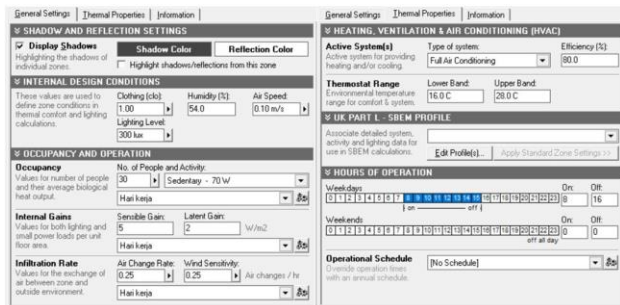 General Settings | Thermal Properties | Information
SHADOW AND REFLECTION SETTINGS
Display Shadows
Highlighting the shadows of individual zones.
Shadow Color
Reflection Color
Highlight shadows/reflections from this zone
INTERNAL DESIGN CONDITIONS
These values are used to
define zone conditions in
thermal comfort and lighting
calculations.
Clothing (clo): Humidity (%): Air Speed:
1.00 54.0 0.10 m/s
Lighting Level:
300 lux
OCCUPANCY AND OPERATION
Occupancy
Values for number of people
and their average biological
heat output.
No. of People and Activity:
30 Sedentary - 70 W
Hari kerja
Internal Gains
Values for both lighting and
small power loads per unit
floor area.
Sensible Gain: Latent Gain:
5 2 W/m2
Hari kerja
Infiltration Rate
Values for the exchange of
air between zone and
outside environment.
Air Change Rate: Wind Sensitivity:
0.25 0.25 Air changes / hr
Hari kerja
General Settings | Thermal Properties | Information
HEATING, VENTILATION & AIR CONDITIONING (HVAC)
Active System(s)
Active system for providing
heating and/or cooling.
Type of system: Efficiency (%):
Full Air Conditioning 80.0
Thermostat Range
Environmental temperature
range for comfort & system.
Lower Band: Upper Band:
16.0 C 28.0 C
UK PART L - SBEM PROFILE
Associate detailed system,
activity and lighting data for
use in SBEM calculations.
Edit Profile(s)... Apply Standard Zone Settings >>
HOURS OF OPERATION
Weekdays On: Off:
0 1 2 3 4 5 6 7 8 9 10 11 12 13 14 15 16 17 18 19 20 21 22 23 8 16
on off
Weekends On: Off:
0 1 2 3 4 5 6 7 8 9 10 11 12 13 14 15 16 17 18 19 20 21 22 23 0 0
off all day
Operational Schedule
Override operation times
with an annual schedule.
[No Schedule]